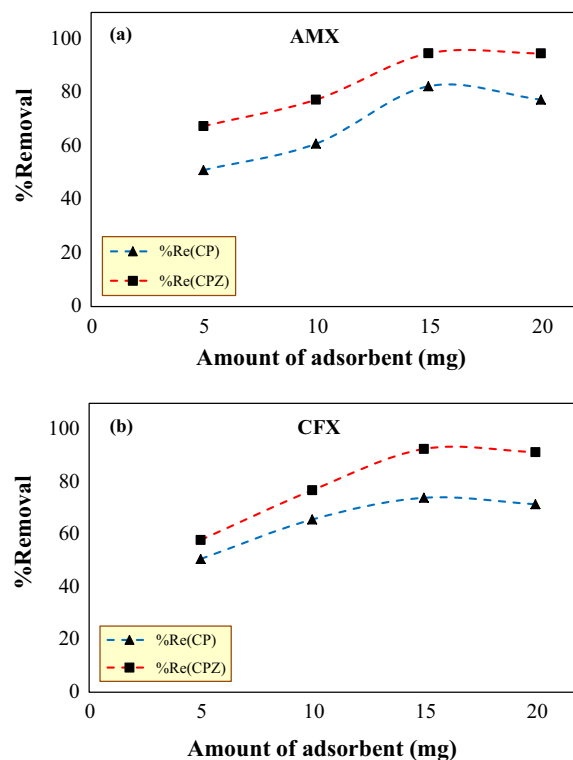 (a)
AMX
100
80
60
40
20
0
%Removal
%Re(CP)
%Re(CPZ)
0 5 10 15 20
Amount of adsorbent (mg)
(b)
CFX
100
80
60
40
20
0
%Removal
%Re(CP)
%Re(CPZ)
0 5 10 15 20
Amount of adsorbent (mg)